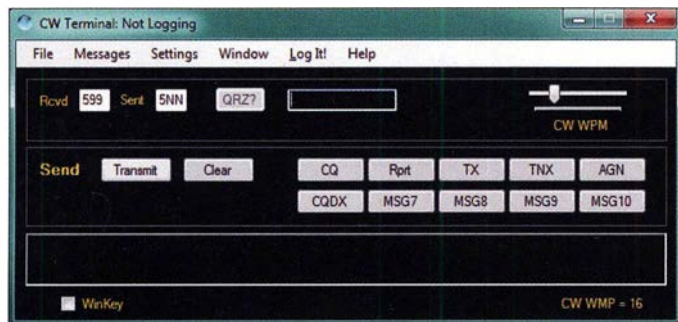 CW Terminal: Not Logging
File Messages Settings Window Log It! Help
Rcvd 599 Sent 5NN QRZ?
CW WPM
Send Transmit Clear CQ Rprt TX TNX AGN
CQDX MSG7 MSG8 MSG9 MSG10
WinKey CW WMP = 16